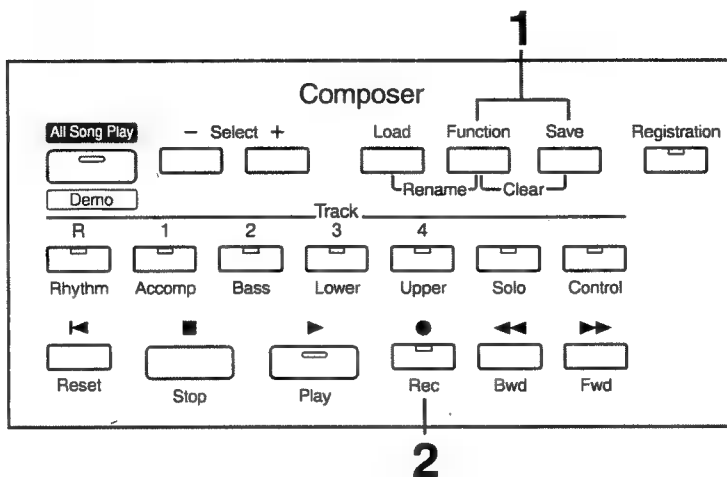 1
Composer
All Song Play - Select + Load Function Save Registration
Rename Clear
Demo
Track
R 1 2 3 4
Rhythm Accomp Bass Lower Upper Solo Control
Reset Stop Play Rec Bwd Fwd
2